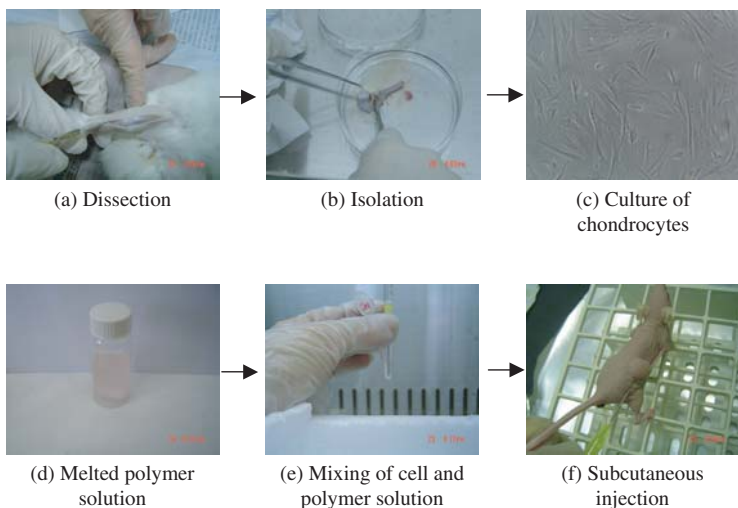 (a) Dissection
(b) Isolation
(c) Culture of
chondrocytes
(d) Melted polymer
solution
(e) Mixing of cell and
polymer solution
(f) Subcutaneous
injection